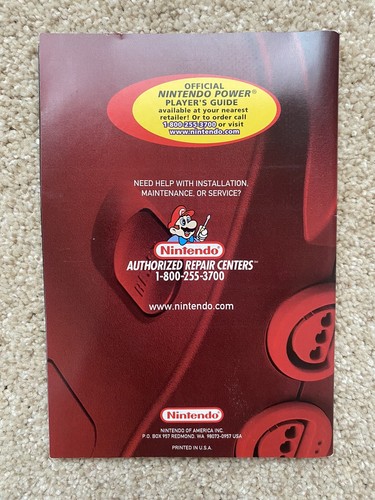 OFFICIAL
NINTENDO POWER®
PLAYER'S GUIDE
available at your nearest
retailer! Or to order call
1-800-255-3700 or visit
www.nintendo.com
NEED HELP WITH INSTALLATION,
MAINTENANCE, OR SERVICE?
Nintendo®
AUTHORIZED REPAIR CENTERS℠
1-800-255-3700
www.nintendo.com
Nintendo®
NINTENDO OF AMERICA INC.
P.O. BOX 957 REDMOND, WA 98073-0957 USA
PRINTED IN U.S.A.